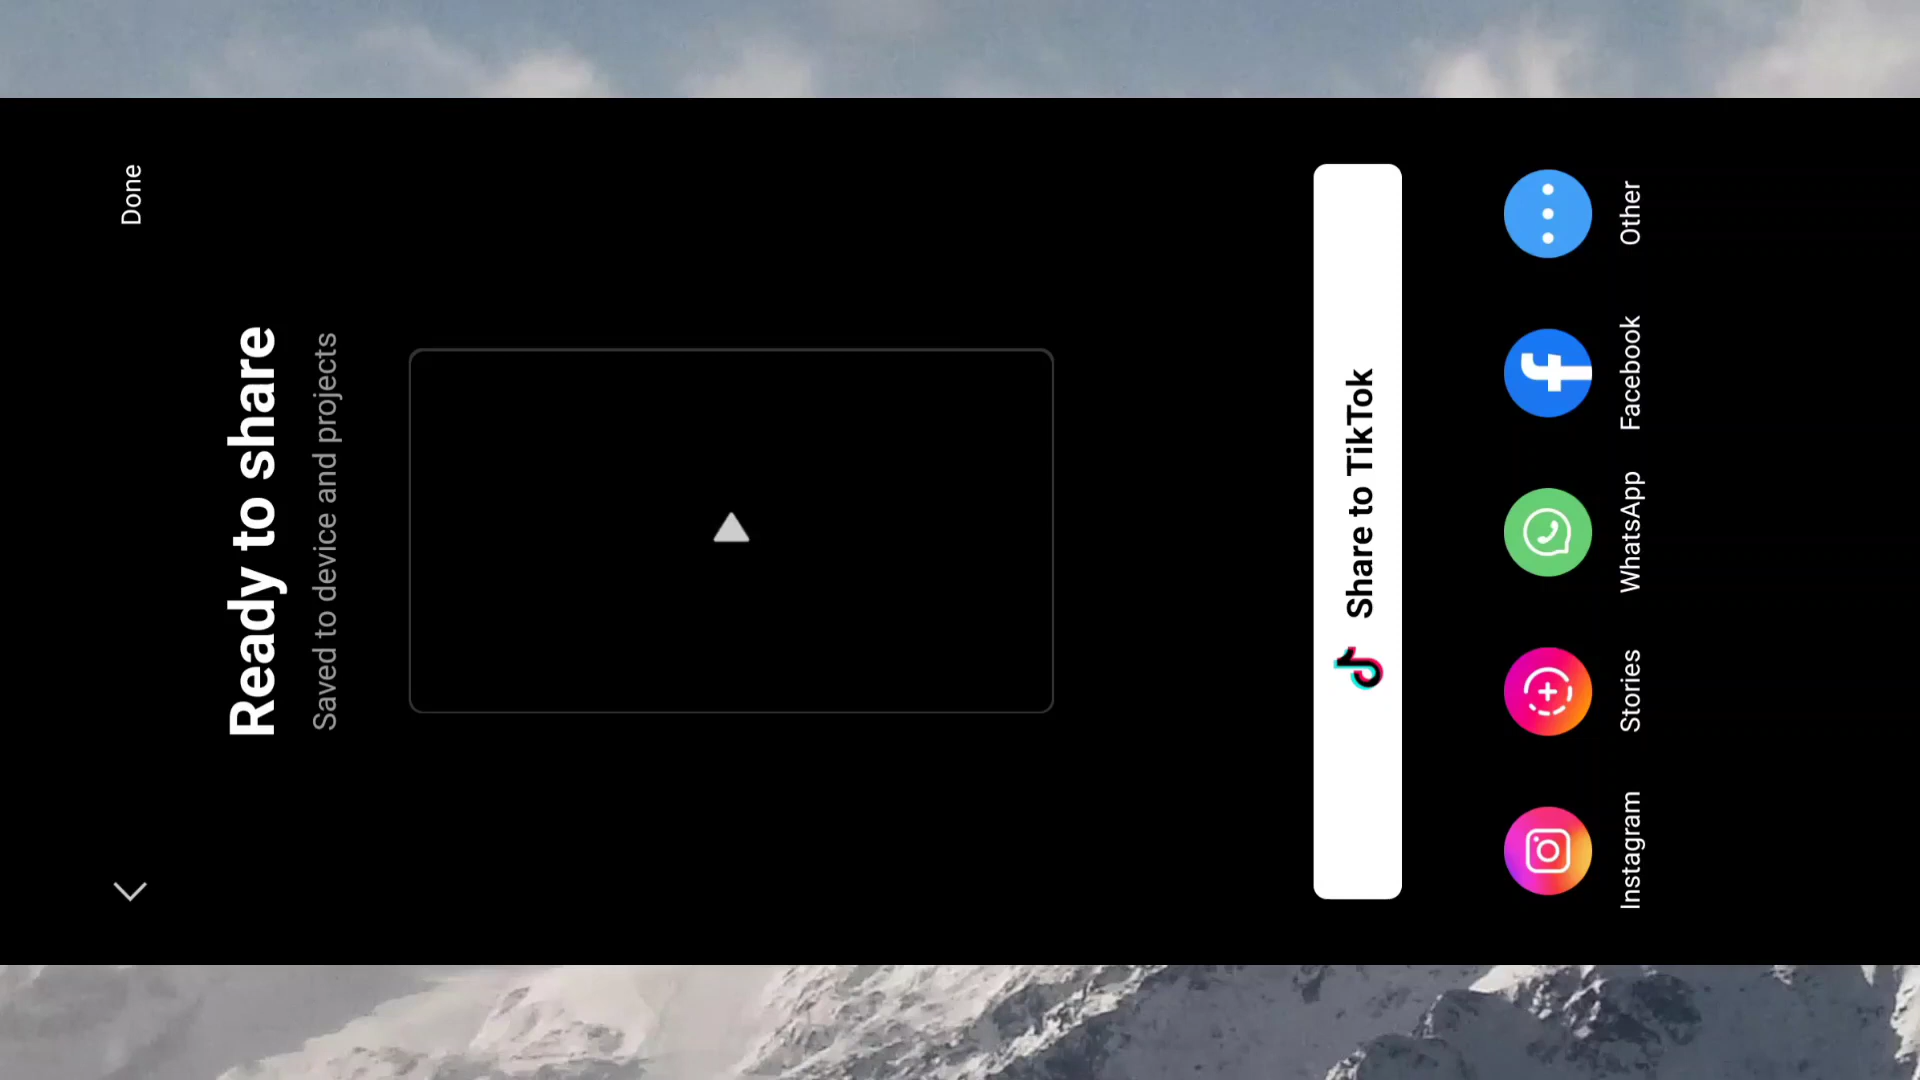 Done
Ready to share
Saved to device and projects
Share to TikTok
Instagram
Stories
WhatsApp
Facebook
Other